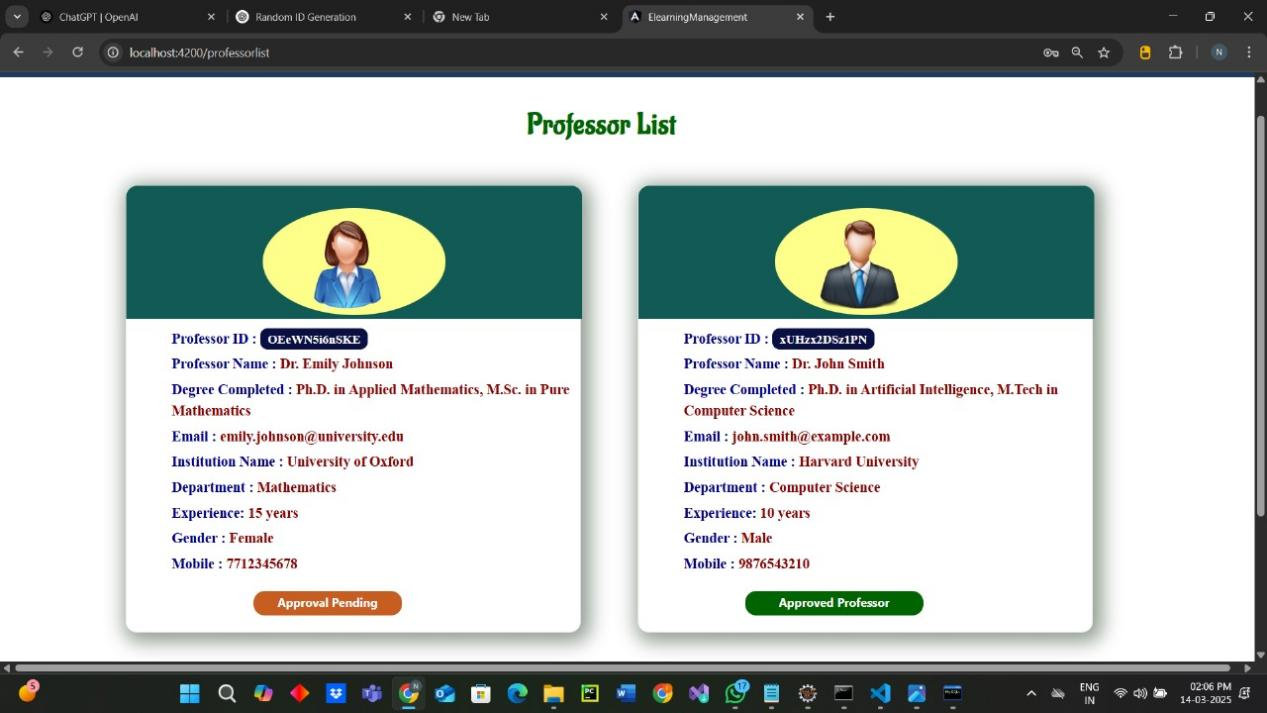 ChatGPT | OpenAI
Random ID Generation
New Tab
ElearningManagement
localhost:4200/professorlist
N
Professor List
Professor ID : OEeWN5i6nSKE
Professor Name : Dr. Emily Johnson
Degree Completed : Ph.D. in Applied Mathematics, M.Sc. in Pure
Mathematics
Email : emily.johnson@university.edu
Institution Name : University of Oxford
Department : Mathematics
Experience: 15 years
Gender : Female
Mobile : 7712345678
Approval Pending
Professor ID : xUHzx2DSz1PN
Professor Name : Dr. John Smith
Degree Completed : Ph.D. in Artificial Intelligence, M.Tech in
Computer Science
Email : john.smith@example.com
Institution Name : Harvard University
Department : Computer Science
Experience: 10 years
Gender : Male
Mobile : 9876543210
Approved Professor
5
17
ENG
IN
02:06 PM
14-03-2025